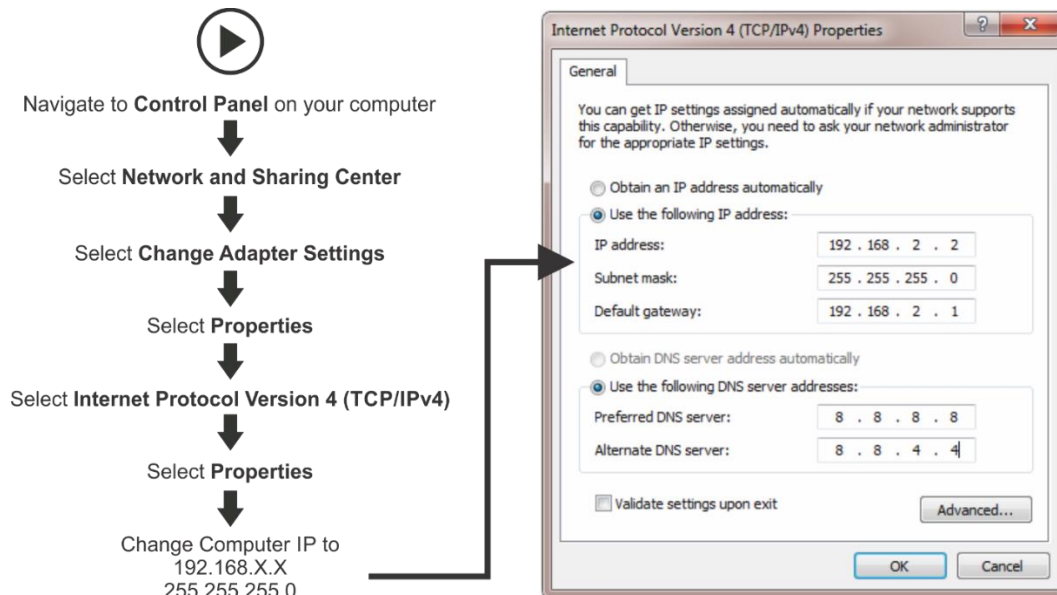 Navigate to Control Panel on your computer
Select Network and Sharing Center
Select Change Adapter Settings
Select Properties
Select Internet Protocol Version 4 (TCP/IPv4)
Select Properties
Change Computer IP to
192.168.X.X
255.255.255.0
Internet Protocol Version 4 (TCP/IPv4) Properties
General
You can get IP settings assigned automatically if your network supports
this capability. Otherwise, you need to ask your network administrator
for the appropriate IP settings.
Obtain an IP address automatically
Use the following IP address:
IP address: 192 . 168 . 2 . 2
Subnet mask: 255 . 255 . 255 . 0
Default gateway: 192 . 168 . 2 . 1
Obtain DNS server address automatically
Use the following DNS server addresses:
Preferred DNS server: 8 . 8 . 8 . 8
Alternate DNS server: 8 . 8 . 4 . 4
Validate settings upon exit
Advanced...
OK Cancel